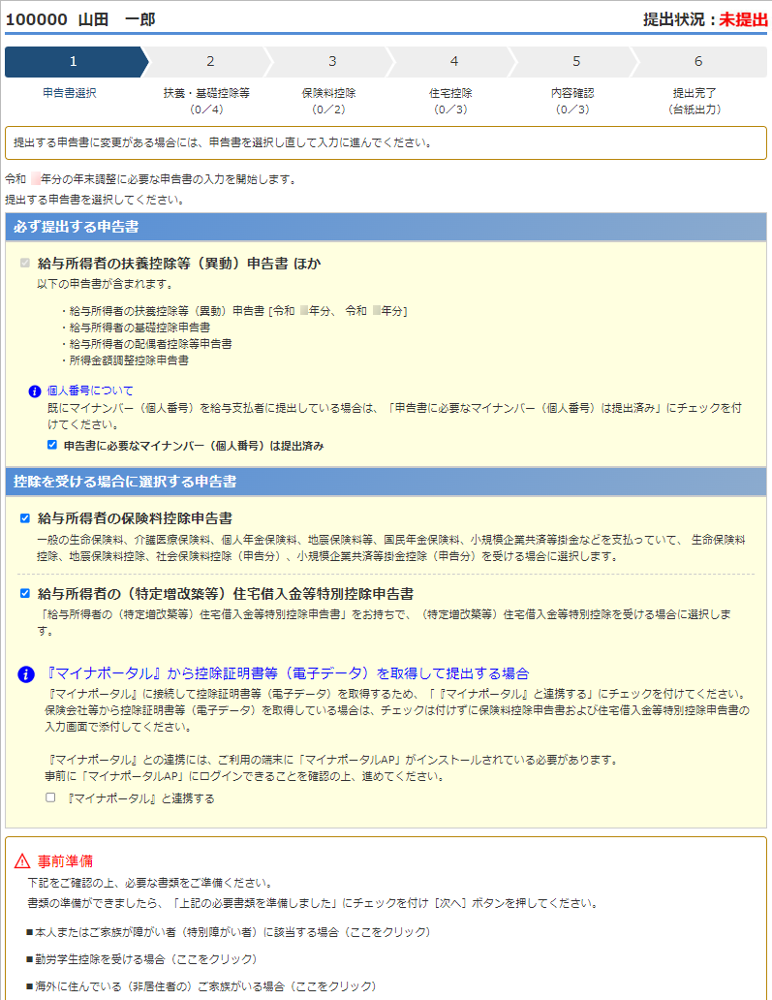 100000 山田　一郎
提出状況：未提出
1 2 3 4 5 6
申告書選択
扶養・基礎控除等
（0／4）
保険料控除
（0／2）
住宅控除
（0／3）
内容確認
（0／3）
提出完了
（台紙出力）
提出する申告書に変更がある場合には、申告書を選択し直して入力に進んでください。
令和 年分の年末調整に必要な申告書の入力を開始します。
提出する申告書を選択してください。
必ず提出する申告書
給与所得者の扶養控除等（異動）申告書 ほか
以下の申告書が含まれます。
・給与所得者の扶養控除等（異動）申告書 [令和 年分、 令和 年分]
・給与所得者の基礎控除申告書
・給与所得者の配偶者控除等申告書
・所得金額調整控除申告書
個人番号について
既にマイナンバー（個人番号）を給与支払者に提出している場合は、「申告書に必要なマイナンバー（個人番号）は提出済み」にチェックを付
けてください。
申告書に必要なマイナンバー（個人番号）は提出済み
控除を受ける場合に選択する申告書
給与所得者の保険料控除申告書
一般の生命保険料、介護医療保険料、個人年金保険料、地震保険料等、国民年金保険料、小規模企業共済等掛金などを支払っていて、 生命保険料
控除、地震保険料控除、社会保険料控除（申告分）、小規模企業共済等掛金控除（申告分）を受ける場合に選択します。
給与所得者の（特定増改築等）住宅借入金等特別控除申告書
「給与所得者の（特定増改築等）住宅借入金等特別控除申告書」をお持ちで、（特定増改築等）住宅借入金等特別控除を受ける場合に選択しま
す。
『マイナポータル』から控除証明書等（電子データ）を取得して提出する場合
『マイナポータル』に接続して控除証明書等（電子データ）を取得するため、「『マイナポータル』と連携する」にチェックを付けてください。
保険会社等から控除証明書等（電子データ）を取得している場合は、チェックは付けずに保険料控除申告書および住宅借入金等特別控除申告書の
入力画面で添付してください。
『マイナポータル』との連携には、ご利用の端末に「マイナポータルAP」がインストールされている必要があります。
事前に「マイナポータルAP」にログインできることを確認の上、進めてください。
『マイナポータル』と連携する
事前準備
下記をご確認の上、必要な書類をご準備ください。
書類の準備ができましたら、「上記の必要書類を準備しました」にチェックを付け［次へ］ボタンを押してください。
■本人またはご家族が障がい者（特別障がい者）に該当する場合（ここをクリック）
■勤労学生控除を受ける場合（ここをクリック）
■海外に住んでいる（非居住者の）ご家族がいる場合（ここをクリック）